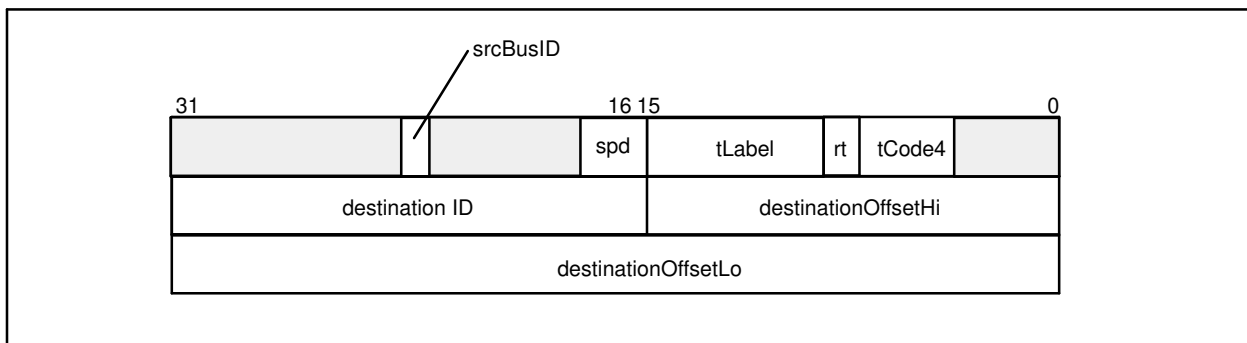 srcBusID
31 16 15 0
spd tLabel rt tCode4
destination ID destinationOffsetHi
destinationOffsetLo